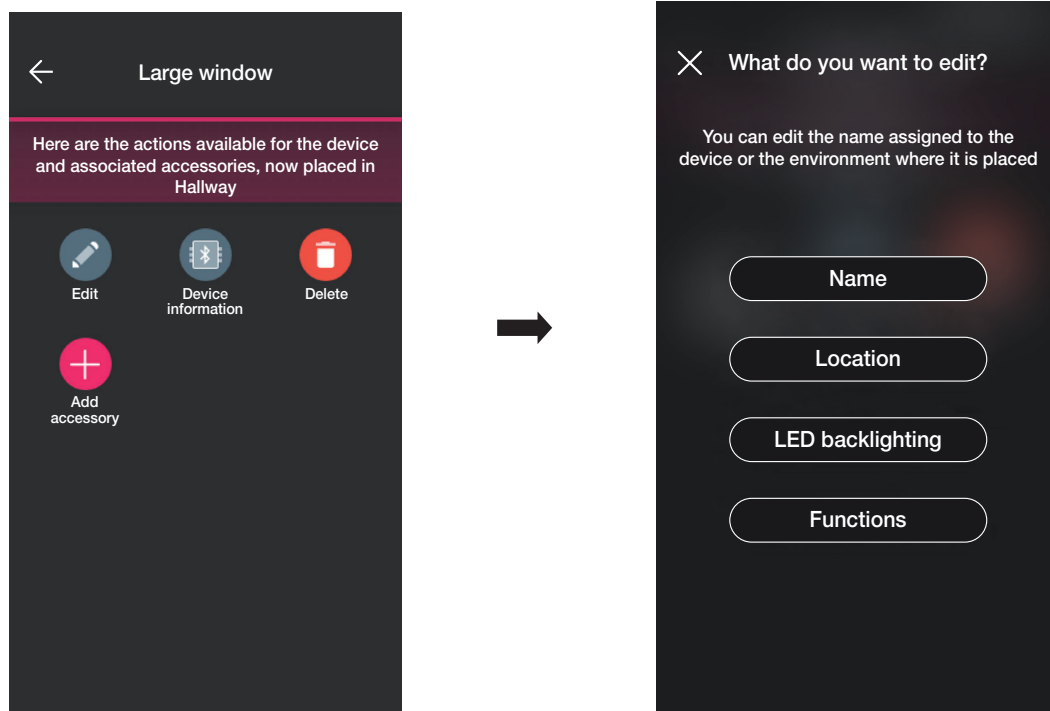 Large window
Here are the actions available for the device
and associated accessories, now placed in
Hallway
Edit
Device
information
Delete
Add
accessory
What do you want to edit?
You can edit the name assigned to the
device or the environment where it is placed
Name
Location
LED backlighting
Functions